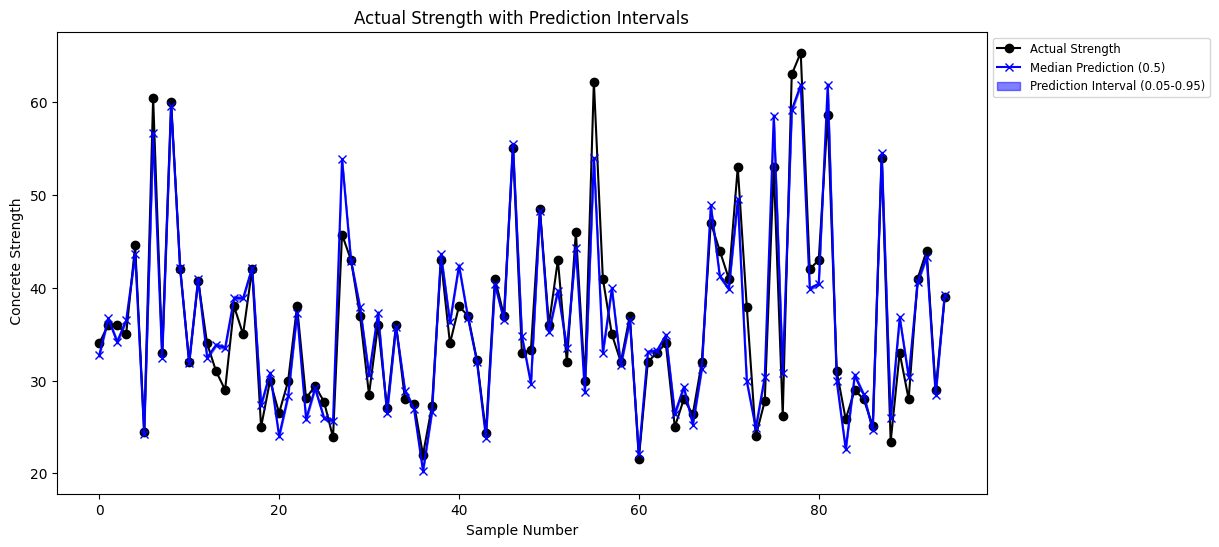 Actual Strength with Prediction Intervals
Actual Strength
Median Prediction (0.5)
Prediction Interval (0.05-0.95)
Concrete Strength
60
50
40
30
20
0
20
40
60
80
Sample Number